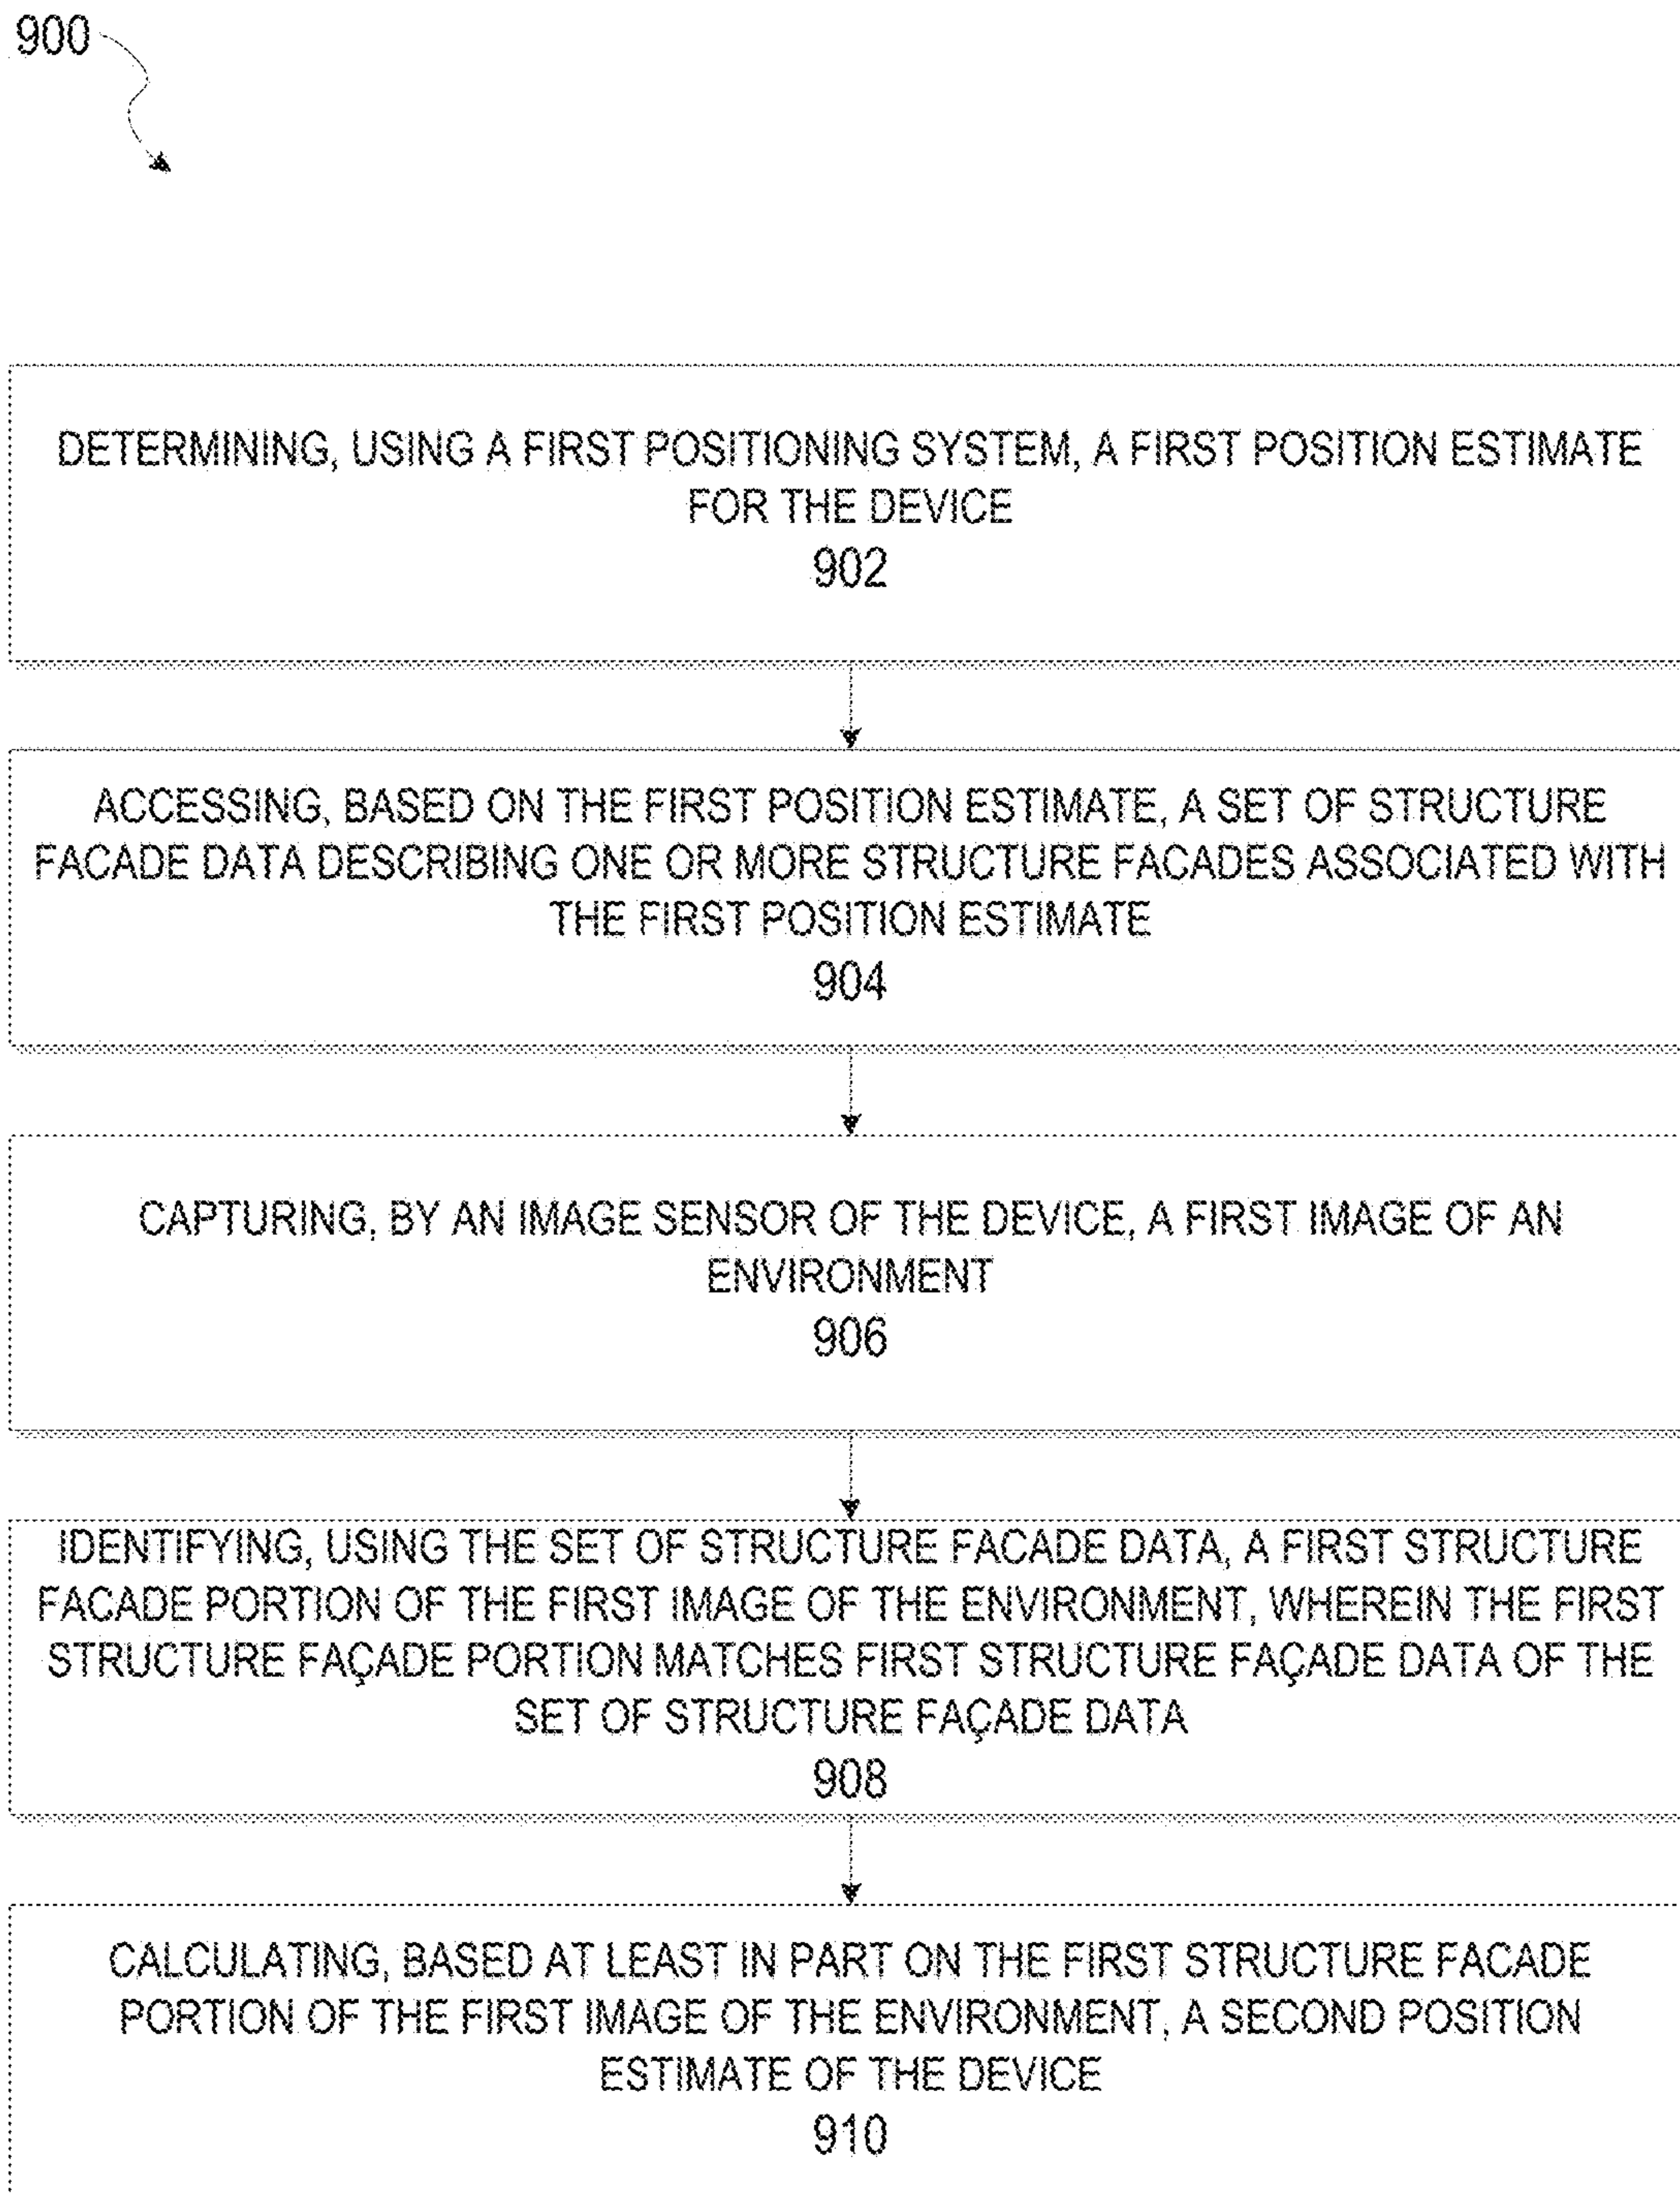 900
DETERMINING, USING A FIRST POSITIONING SYSTEM, A FIRST POSITION ESTIMATE
FOR THE DEVICE
902
ACCESSING, BASED ON THE FIRST POSITION ESTIMATE, A SET OF STRUCTURE
FACADE DATA DESCRIBING ONE OR MORE STRUCTURE FACADES ASSOCIATED WITH
THE FIRST POSITION ESTIMATE
904
CAPTURING, BY AN IMAGE SENSOR OF THE DEVICE, A FIRST IMAGE OF AN
ENVIRONMENT
906
IDENTIFYING, USING THE SET OF STRUCTURE FACADE DATA, A FIRST STRUCTURE
FACADE PORTION OF THE FIRST IMAGE OF THE ENVIRONMENT, WHEREIN THE FIRST
STRUCTURE FAÇADE PORTION MATCHES FIRST STRUCTURE FAÇADE DATA OF THE
SET OF STRUCTURE FAÇADE DATA
908
CALCULATING, BASED AT LEAST IN PART ON THE FIRST STRUCTURE FACADE
PORTION OF THE FIRST IMAGE OF THE ENVIRONMENT, A SECOND POSITION
ESTIMATE OF THE DEVICE
910